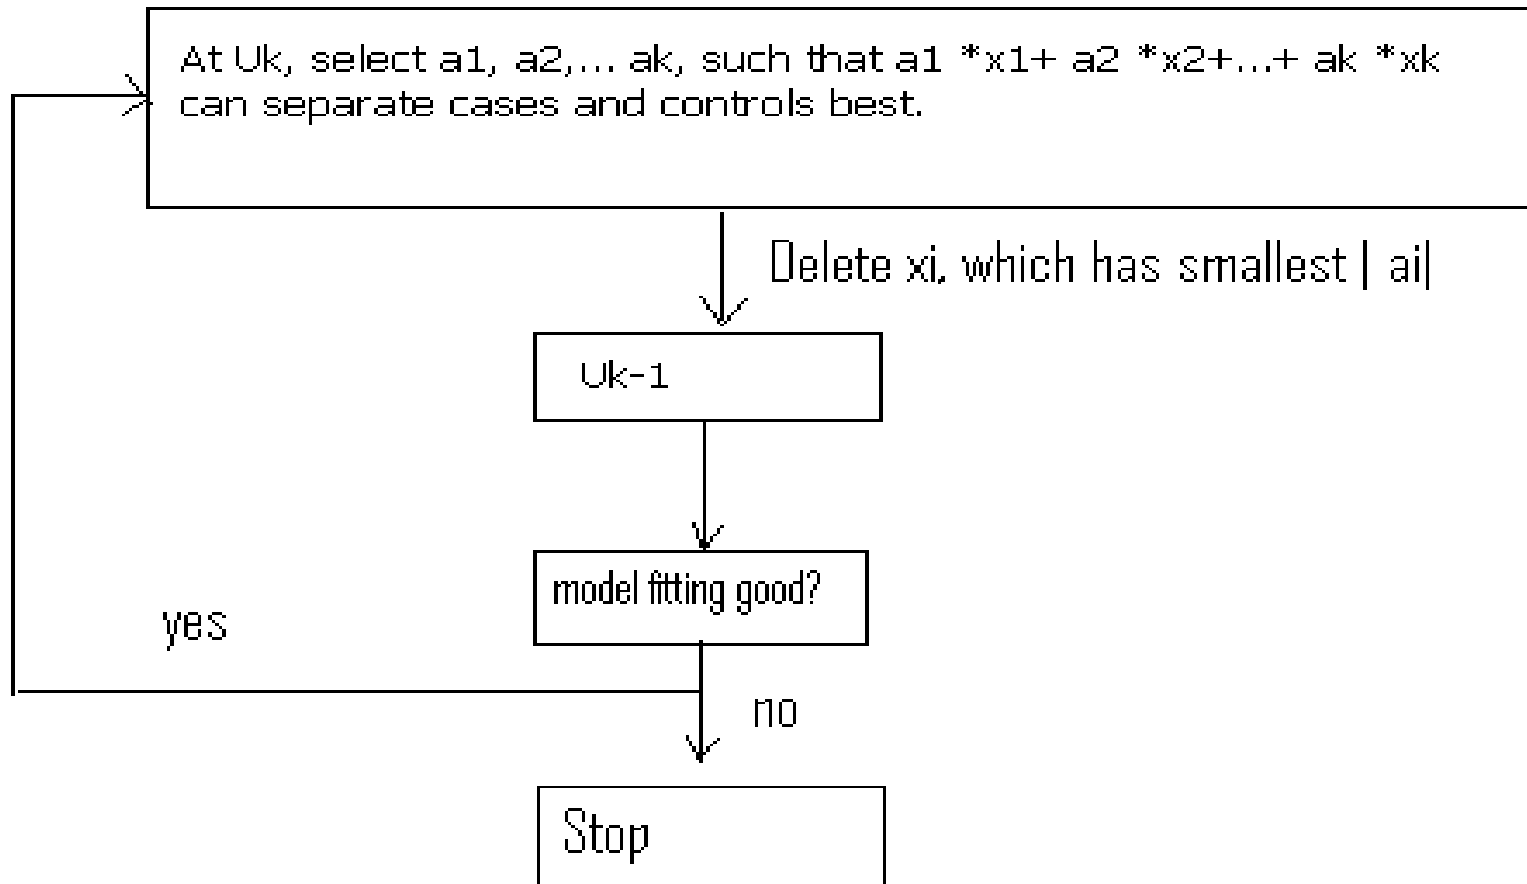 At Uk, select a1, a2,... ak, such that a1 *x1+ a2 *x2+...+ ak *xk
can separate cases and controls best.
Delete xi, which has smallest | ai|
Uk-1
model fitting good?
yes
no
Stop